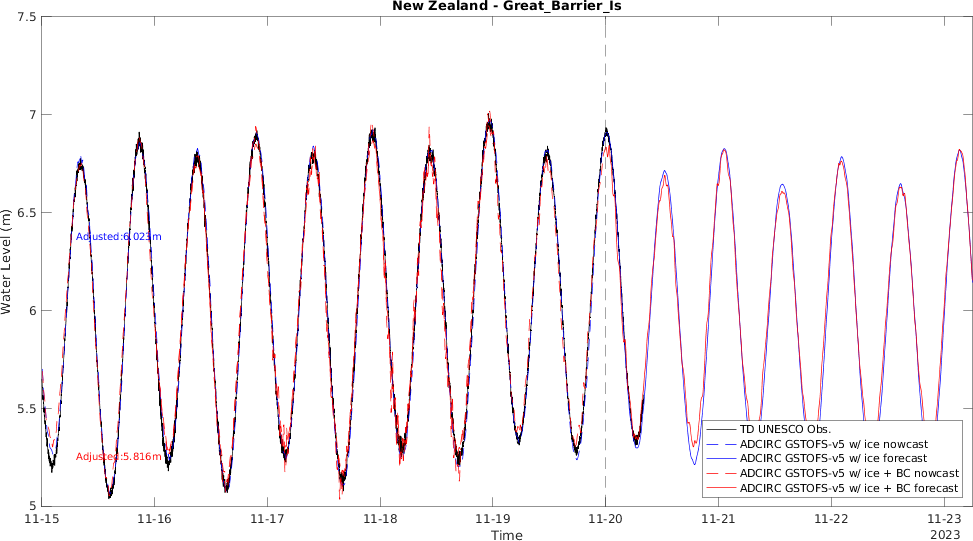 New Zealand - Great_Barrier_Is
7.5
7
6.5
6
5.5
5
Water Level (m)
Adjusted:6.023m
Adjusted:5.816m
TD UNESCO Obs.
ADCIRC GSTOFS-v5 w/ ice nowcast
ADCIRC GSTOFS-v5 w/ ice forecast
ADCIRC GSTOFS-v5 w/ ice + BC nowcast
ADCIRC GSTOFS-v5 w/ ice + BC forecast
11-15 11-16 11-17 11-18 11-19 11-20 11-21 11-22 11-23
Time 2023